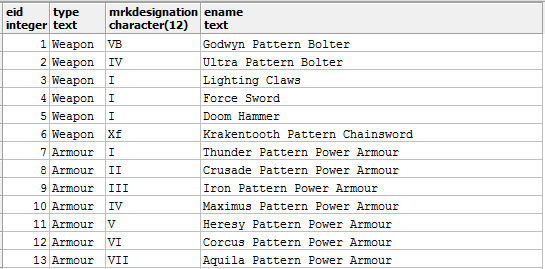 eid type mrkdesignation ename
integer text character(12) text
1 Weapon VB Godwyn Pattern Bolter
2 Weapon IV Ultra Pattern Bolter
3 Weapon I Lighting Claws
4 Weapon I Force Sword
5 Weapon I Doom Hammer
6 Weapon Xf Krakentooth Pattern Chainsword
7 Armour I Thunder Pattern Power Armour
8 Armour II Crusade Pattern Power Armour
9 Armour III Iron Pattern Power Armour
10 Armour IV Maximus Pattern Power Armour
11 Armour V Heresy Pattern Power Armour
12 Armour VI Corcus Pattern Power Armour
13 Armour VII Aquila Pattern Power Armour